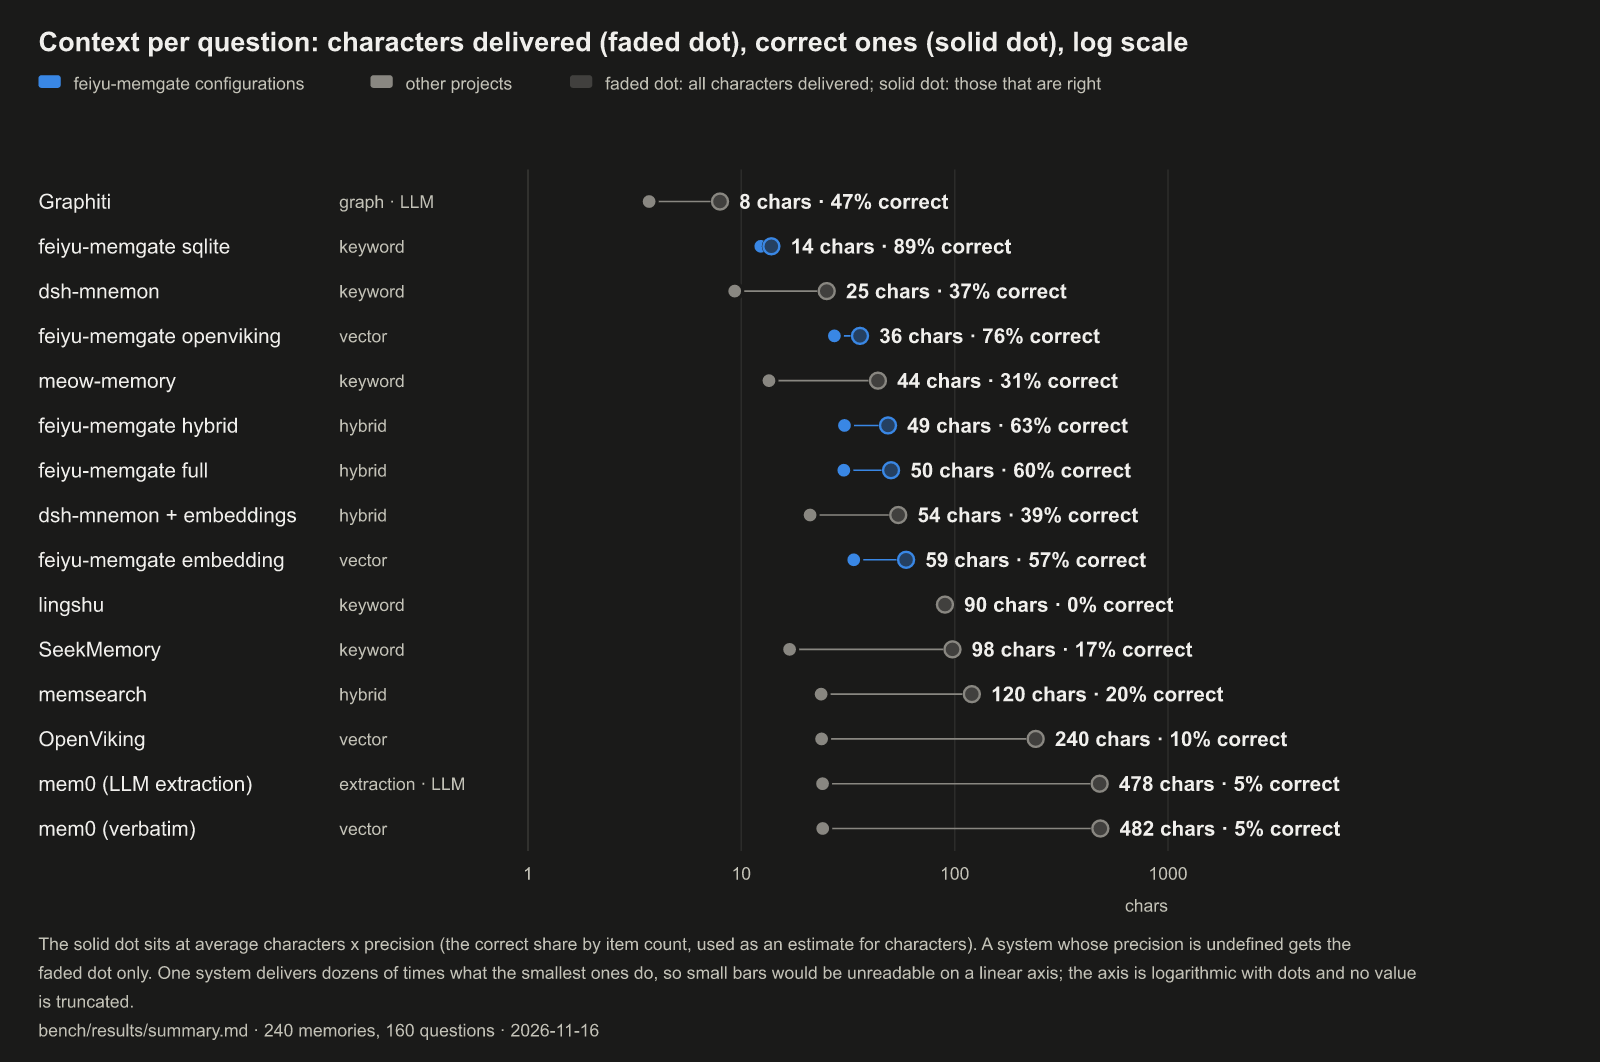 Context per question: characters delivered (faded dot), correct ones (solid dot), log scale
feiyu-memgate configurations other projects faded dot: all characters delivered; solid dot: those that are right
Graphiti graph · LLM 8 chars · 47% correct
feiyu-memgate sqlite keyword 14 chars · 89% correct
dsh-mnemon keyword 25 chars · 37% correct
feiyu-memgate openviking vector 36 chars · 76% correct
meow-memory keyword 44 chars · 31% correct
feiyu-memgate hybrid hybrid 49 chars · 63% correct
feiyu-memgate full hybrid 50 chars · 60% correct
dsh-mnemon + embeddings hybrid 54 chars · 39% correct
feiyu-memgate embedding vector 59 chars · 57% correct
lingshu keyword 90 chars · 0% correct
SeekMemory keyword 98 chars · 17% correct
memsearch hybrid 120 chars · 20% correct
OpenViking vector 240 chars · 10% correct
mem0 (LLM extraction) extraction · LLM 478 chars · 5% correct
mem0 (verbatim) vector 482 chars · 5% correct
1 10 100 1000
chars
The solid dot sits at average characters x precision (the correct share by item count, used as an estimate for characters). A system whose precision is undefined gets the
faded dot only. One system delivers dozens of times what the smallest ones do, so small bars would be unreadable on a linear axis; the axis is logarithmic with dots and no value
is truncated.
bench/results/summary.md · 240 memories, 160 questions · 2026-11-16